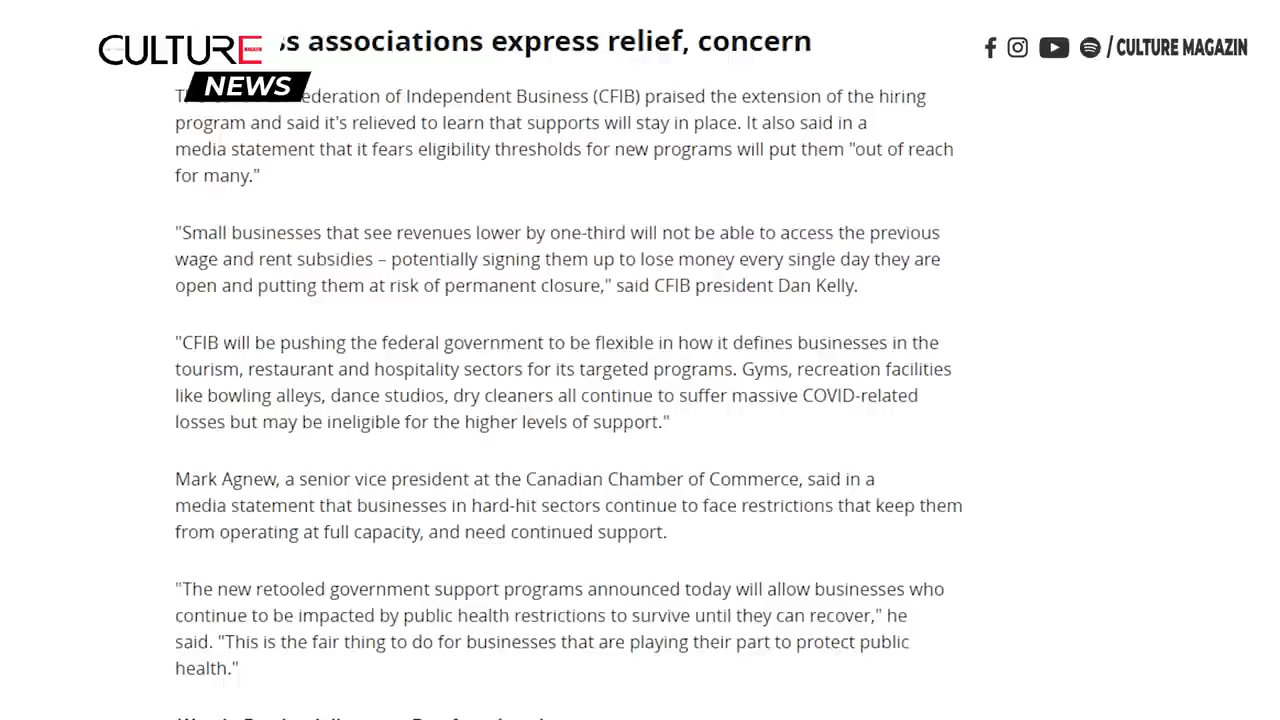 CULTURE
NEWS
associations express relief, concern
/ CULTURE MAGAZIN
ederation of Independent Business (CFIB) praised the extension of the hiring
program and said it's relieved to learn that supports will stay in place. It also said in a
media statement that it fears eligibility thresholds for new programs will put them "out of reach
for many."
"Small businesses that see revenues lower by one-third will not be able to access the previous
wage and rent subsidies – potentially signing them up to lose money every single day they are
open and putting them at risk of permanent closure," said CFIB president Dan Kelly.
"CFIB will be pushing the federal government to be flexible in how it defines businesses in the
tourism, restaurant and hospitality sectors for its targeted programs. Gyms, recreation facilities
like bowling alleys, dance studios, dry cleaners all continue to suffer massive COVID-related
losses but may be ineligible for the higher levels of support."
Mark Agnew, a senior vice president at the Canadian Chamber of Commerce, said in a
media statement that businesses in hard-hit sectors continue to face restrictions that keep them
from operating at full capacity, and need continued support.
"The new retooled government support programs announced today will allow businesses who
continue to be impacted by public health restrictions to survive until they can recover," he
said. "This is the fair thing to do for businesses that are playing their part to protect public
health."